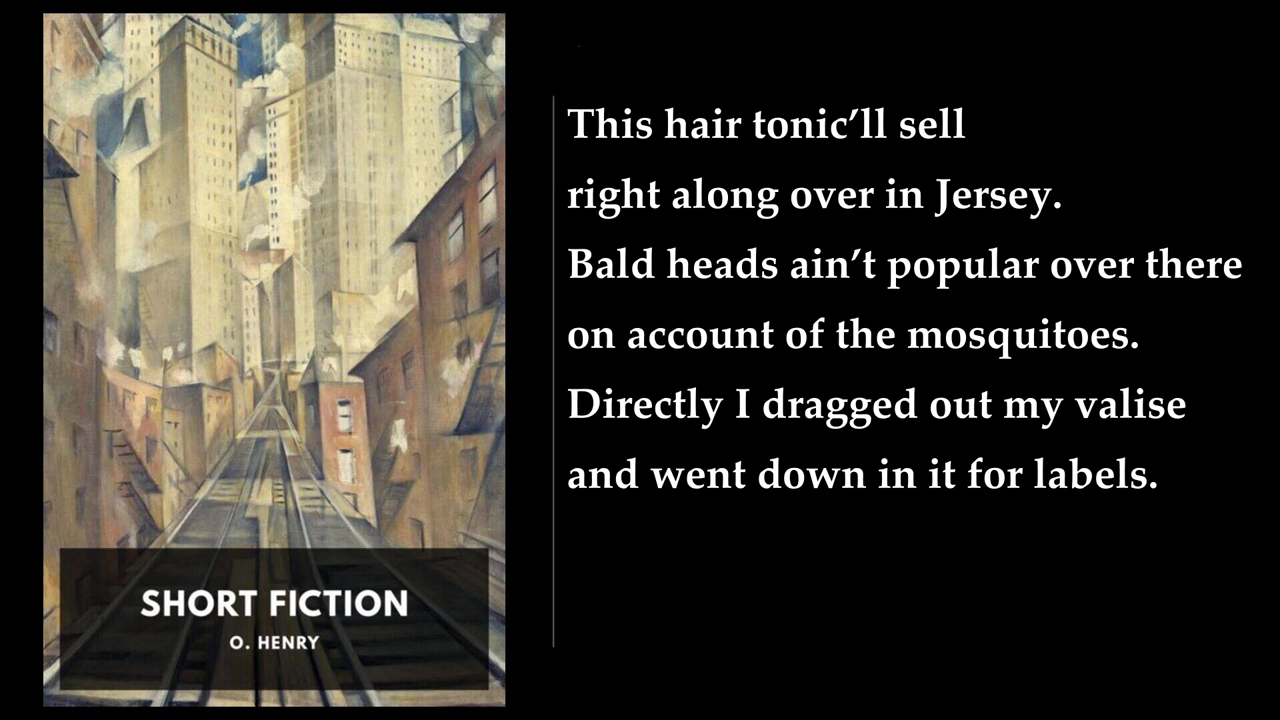 This hair tonic’ll sell
right along over in Jersey.
Bald heads ain’t popular over there
on account of the mosquitoes.
Directly I dragged out my valise
and went down in it for labels.
SHORT FICTION
O. HENRY